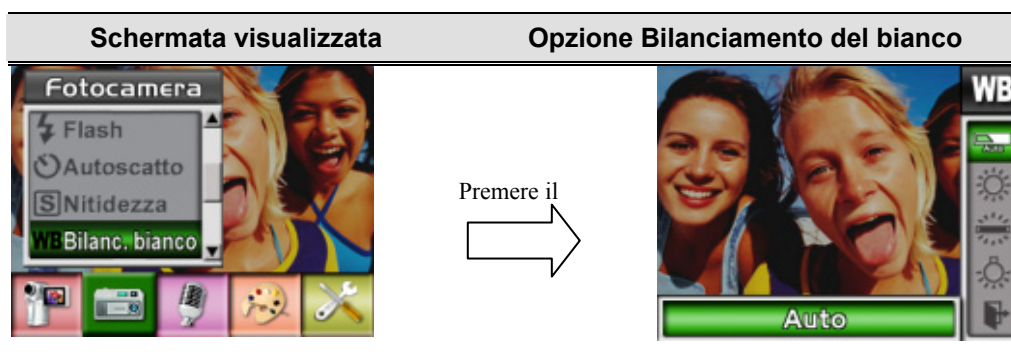 Schermata visualizzata Opzione Bilanciamento del bianco
Fotocamera
Flash
Autoscatto
S Nitidezza
WB Bilanc. bianco
Premere il
WB
Auto
Auto